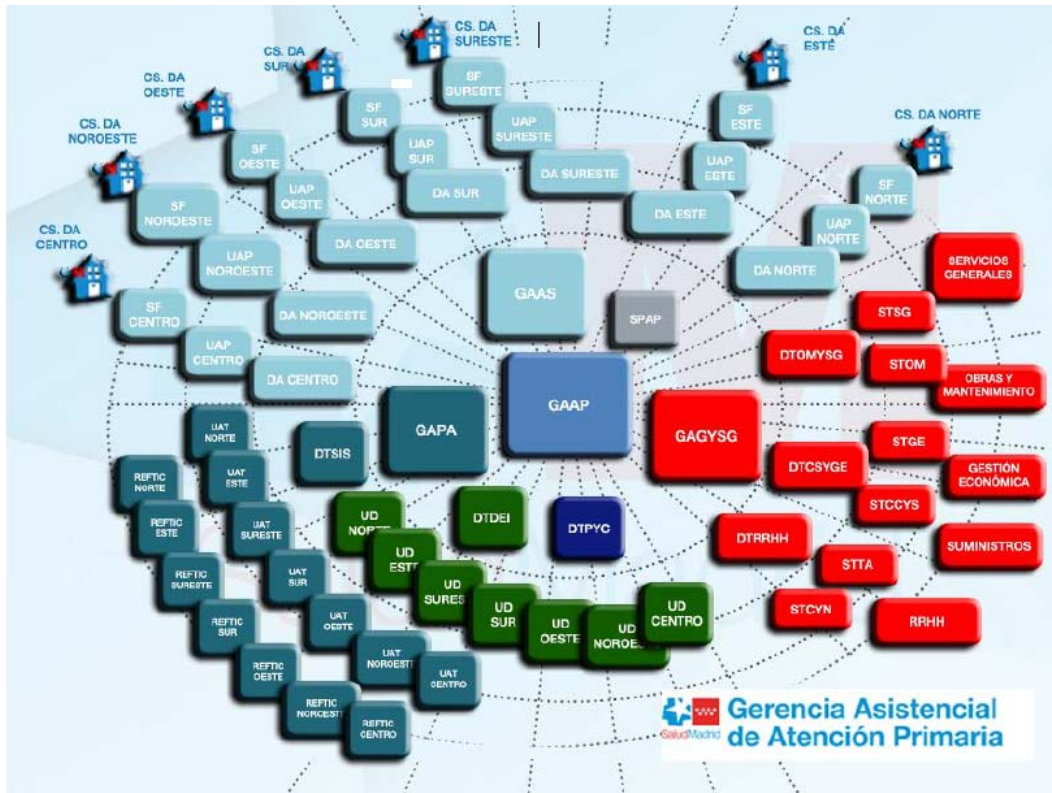 CS. DA
SURESTE
CS. DA
ESTE
CS. DA
SUR
CS. DA
OESTE
CS. DA
NOROESTE
CS. DA NORTE
CS. DA
CENTRO
SF
SURESTE
SF
SUR
SF
ESTE
UAP
SURESTE
SF
OESTE
UAP
SUR
UAP
ESTE
DA SURESTE
SF
NORTE
SF
NOROESTE
UAP
OESTE
DA SUR
DA ESTE
UAP
NORTE
DA OESTE
UAP
NOROESTE
DA NORTE
SERVICIOS
GENERALES
GAAS
SF
CENTRO
DA NOROESTE
SPAP
STSG
UAP
CENTRO
DTOMYSG
STOM
DA CENTRO
OBRAS Y
MANTENIMIENTO
GAAP
GAPA
GAGYSG
UAT
NORTE
DTSIS
STGE
REFTIC
NORTE
UAT
ESTE
DTCSYGE
GESTIÓN
ECONÓMICA
STCCYS
REFTIC
ESTE
UAT
SURESTE
UD
NORTE
DTDEI
DTPYC
DTRRHH
SUMINISTROS
UD
ESTE
REFTIC
SURESTE
UAT
SUR
STTA
UD
SURES
REFTIC
SUR
UAT
OESTE
UD
SUR
UD
OESTE
UD
NOROES
UD
CENTRO
STCYN
RRHH
REFTIC
OESTE
UAT
NOROESTE
UAT
CENTRO
REFTIC
NOROESTE
REFTIC
CENTRO
SaludMadrid
Gerencia Asistencial
de Atención Primaria